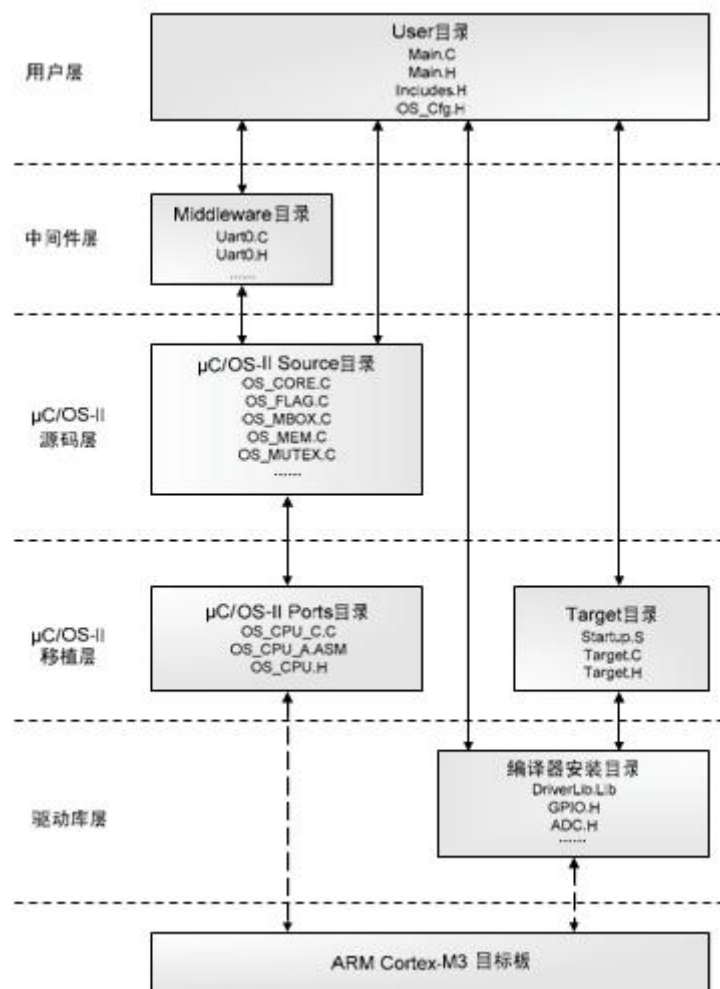 用户层
User目录
Main.C
Main.H
Includes.H
OS_Cfg.H
中间件层
Middleware目录
Uart0.C
Uart0.H
......
μC/OS-II
源码层
μC/OS-II Source目录
OS_CORE.C
OS_FLAG.C
OS_MBOX.C
OS_MEM.C
OS_MUTEX.C
......
μC/OS-II
移植层
μC/OS-II Ports目录
OS_CPU_C.C
OS_CPU_A.ASM
OS_CPU.H
Target目录
Startup.S
Target.C
Target.H
驱动库层
编译器安装目录
DriverLib.Lib
GPIO.H
ADC.H
......
ARM Cortex-M3 目标板